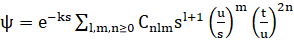 ψ = e^{-ks} ∑_{l,m,n≥0} C_{nlm} s^{l+1} (u/s)^m (t/u)^{2n}